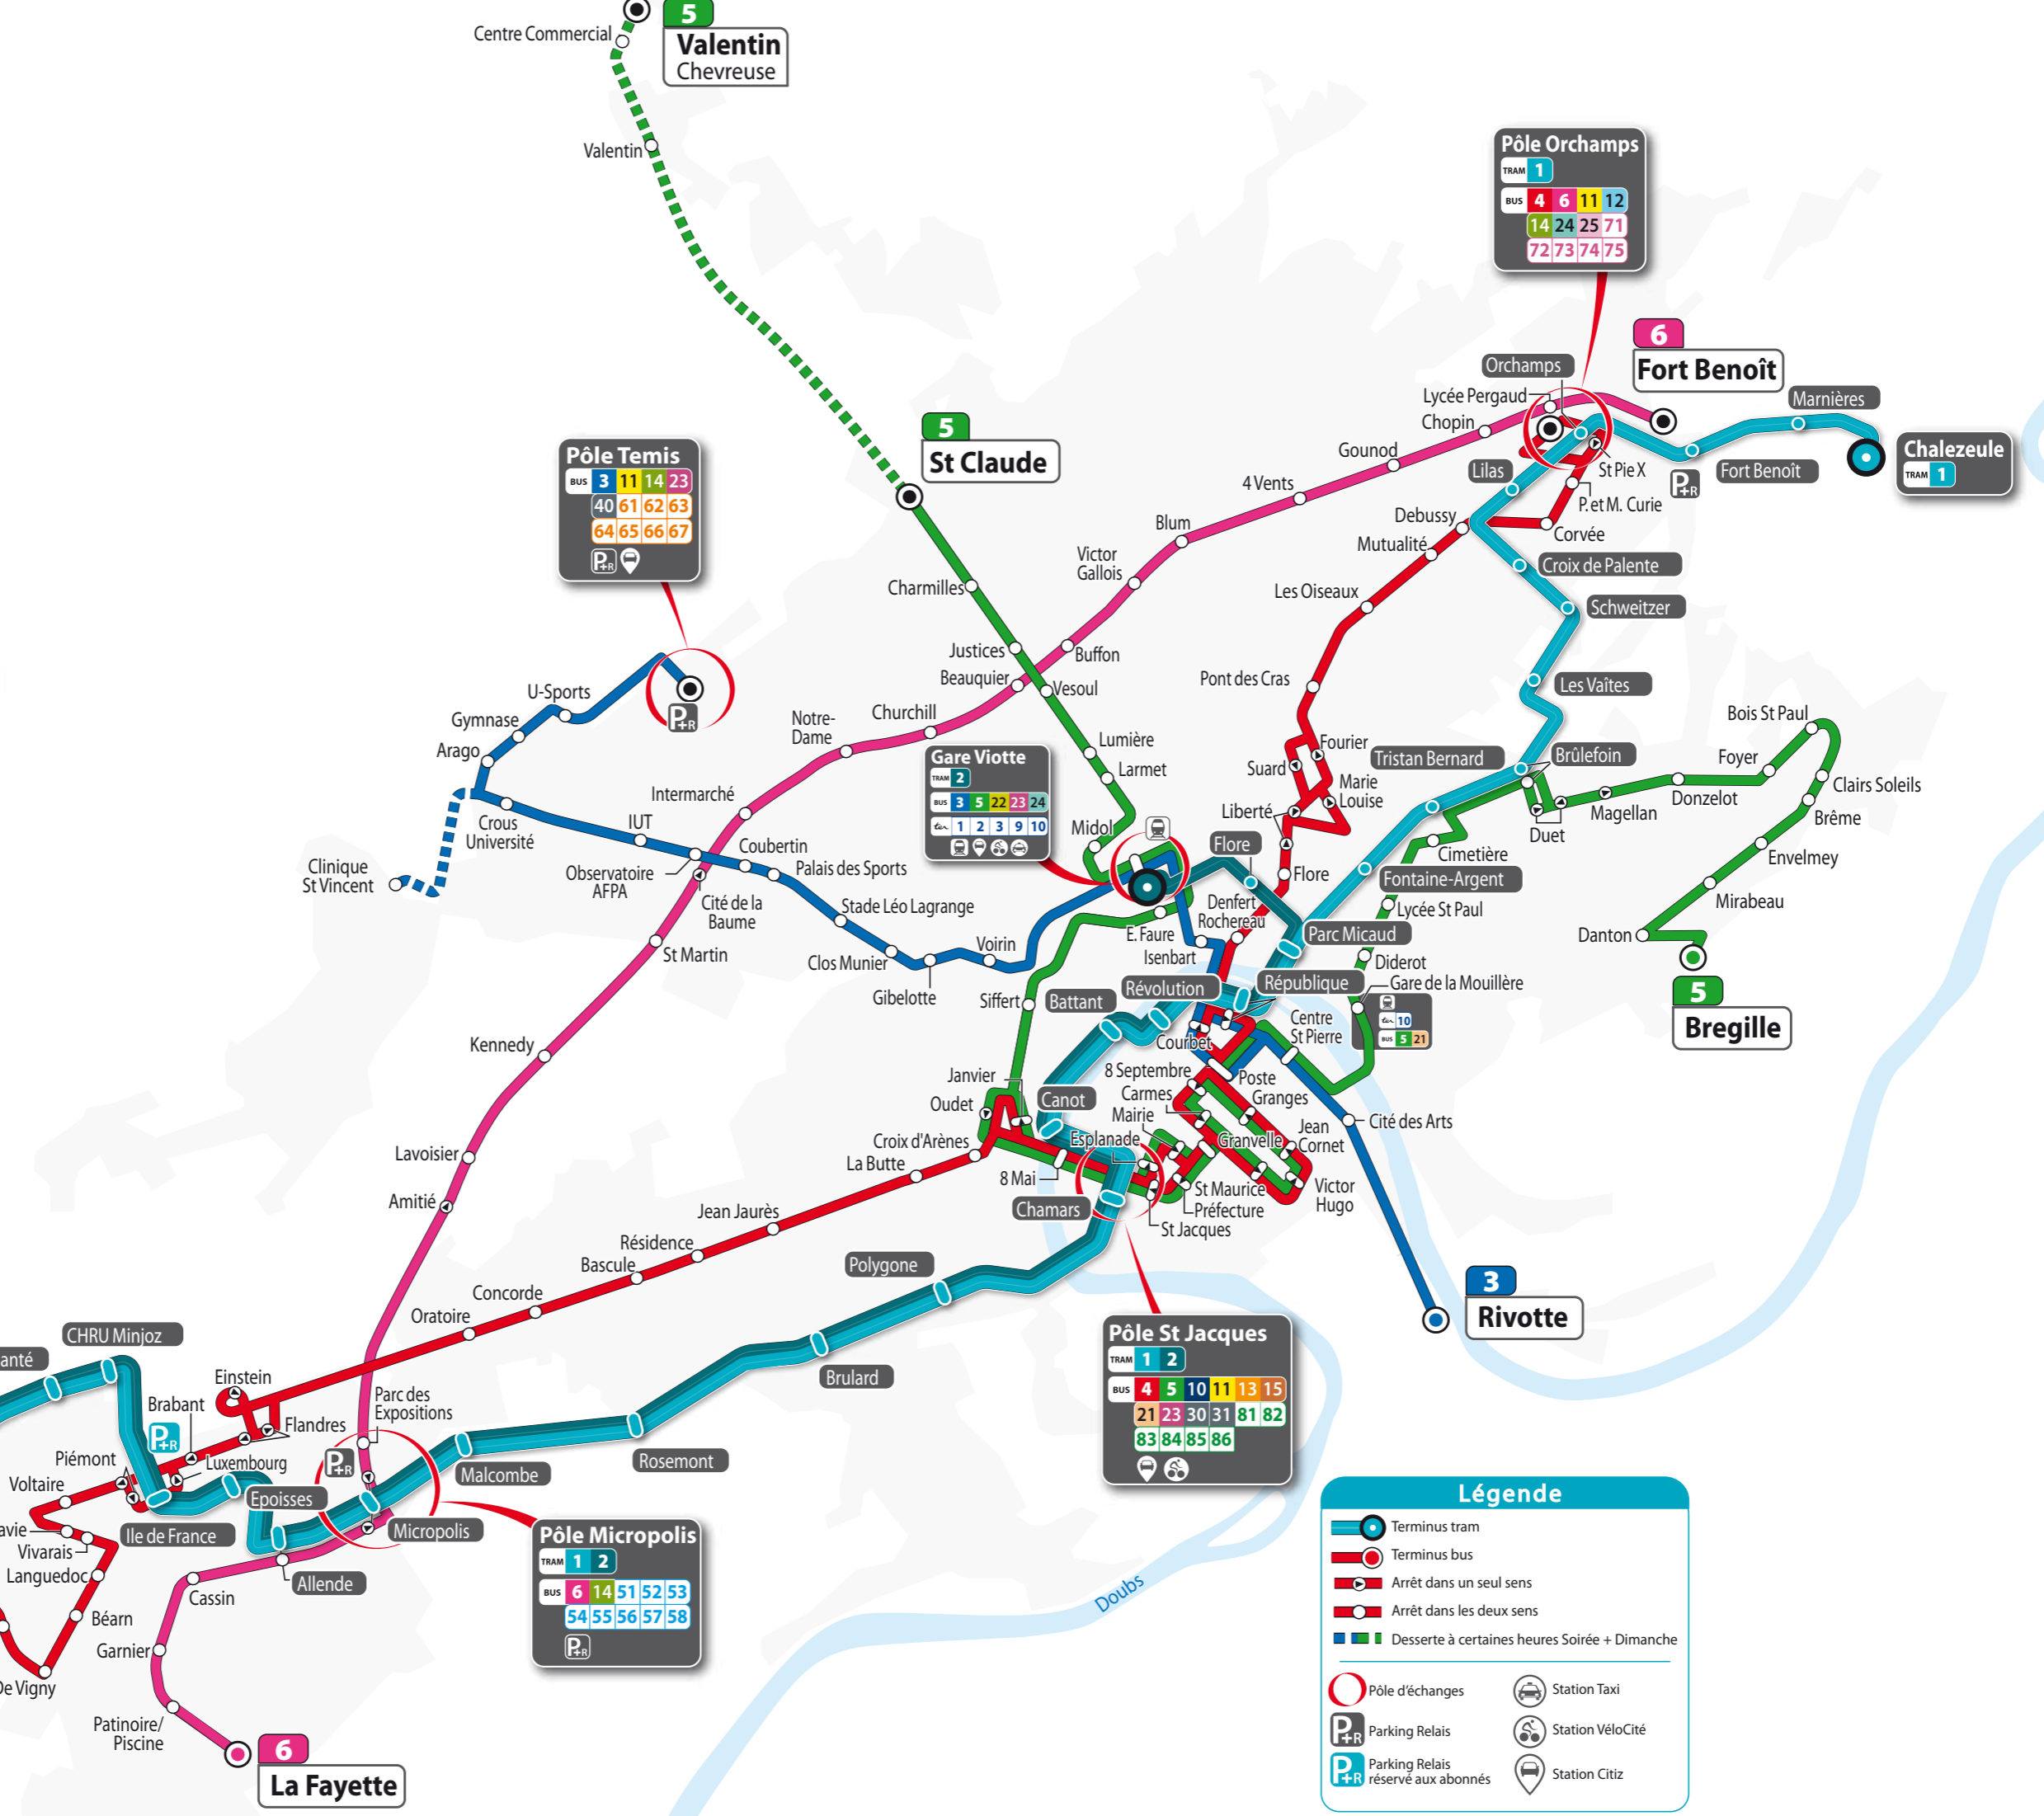 Centre Commercial
5
Valentin
Chevreuse
Valentin
Pôle Orchamps
TRAM 1
BUS 4 6 11 12
14 24 25 71
72 73 74 75
6
Fort Benoît
Orchamps
Lycée Pergaud
Chopin
Gounod
4 Vents
Blum
Victor
Gallois
Marnières
Chalezeule
TRAM 1
Fort Benoît
P+R
St Pie X
Lilas
P. et M. Curie
Debussy
Corvée
Mutualité
Croix de Palente
Les Oiseaux
Schweitzer
Pont des Cras
Les Vaîtes
5
St Claude
Pôle Temis
BUS 3 11 14 23
40 61 62 63
64 65 66 67
P+R
Charmilles
Justices
Buffon
Beauquier
Vesoul
Churchill
Notre-
Dame
Lumière
Larmet
U-Sports
P+R
Gymnase
Arago
Intermarché
Crous
Université
IUT
Coubertin
Observatoire
AFPA
Palais des Sports
Clinique
St Vincent
Cité de la
Baume
Stade Léo Lagrange
St Martin
Clos Munier
Voirin
Gibelotte
Gare Viotte
TRAM 2
BUS 3 5 22 23 24
ter 1 2 3 9 10
Midol
Flore
Fourier
Suard
Marie
Louise
Liberté
Flore
Tristan Bernard
Brûlefoin
Bois St Paul
Foyer
Clairs Soleils
Donzelot
Magellan
Duet
Brême
Envelmey
Cimetière
Mirabeau
Fontaine-Argent
Lycée St Paul
Danton
Denfert
Rochereau
E. Faure
Isenbart
Parc Micaud
Diderot
5
Bregille
Gare de la Mouillère
ter 10
BUS 5 21
République
Révolution
Battant
Siffert
Courbet
Centre
St Pierre
Kennedy
8 Septembre
Poste
Granges
Janvier
Oudet
Canot
Carmes
Mairie
Cité des Arts
Lavoisier
Croix d'Arènes
Esplanade
Granvelle
Jean
Cornet
La Butte
8 Mai
St Maurice
Victor
Hugo
Amitié
Chamars
Préfecture
St Jacques
Jean Jaurès
Résidence
Bascule
Polygone
Concorde
Oratoire
3
Rivotte
Pôle St Jacques
TRAM 1 2
BUS 4 5 10 11 13 15
21 23 30 31 81 82
83 84 85 86
Brulard
CHRU Minjoz
anté
Einstein
Parc des
Expositions
Brabant
Flandres
P+R
Rosemont
Piémont
Luxembourg
P+R
Malcombe
Voltaire
Epoisses
avie
Ile de France
Micropolis
Vivarais
Languedoc
Allende
Cassin
Béarn
Garnier
De Vigny
Patinoire/
Piscine
6
La Fayette
Pôle Micropolis
TRAM 1 2
BUS 6 14 51 52 53
54 55 56 57 58
P+R
Doubs
Légende
Terminus tram
Terminus bus
Arrêt dans un seul sens
Arrêt dans les deux sens
Desserte à certaines heures Soirée + Dimanche
Pôle d'échanges
Station Taxi
P+R Parking Relais
Station VéloCité
P+R Parking Relais
réservé aux abonnés
Station Citiz